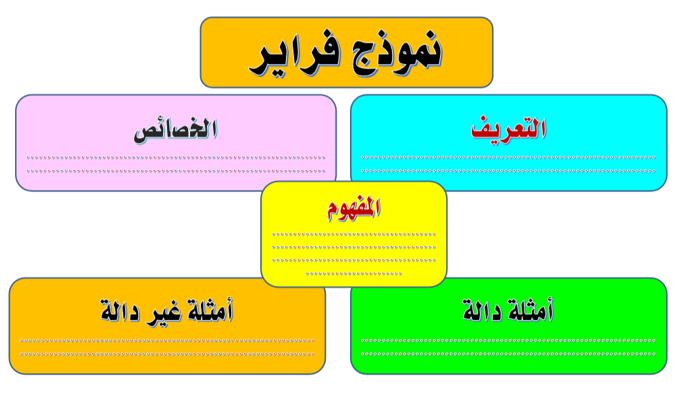 نموذج فراير
التعريف
الخصائص
المفهوم
أمثلة دالة
أمثلة غير دالة